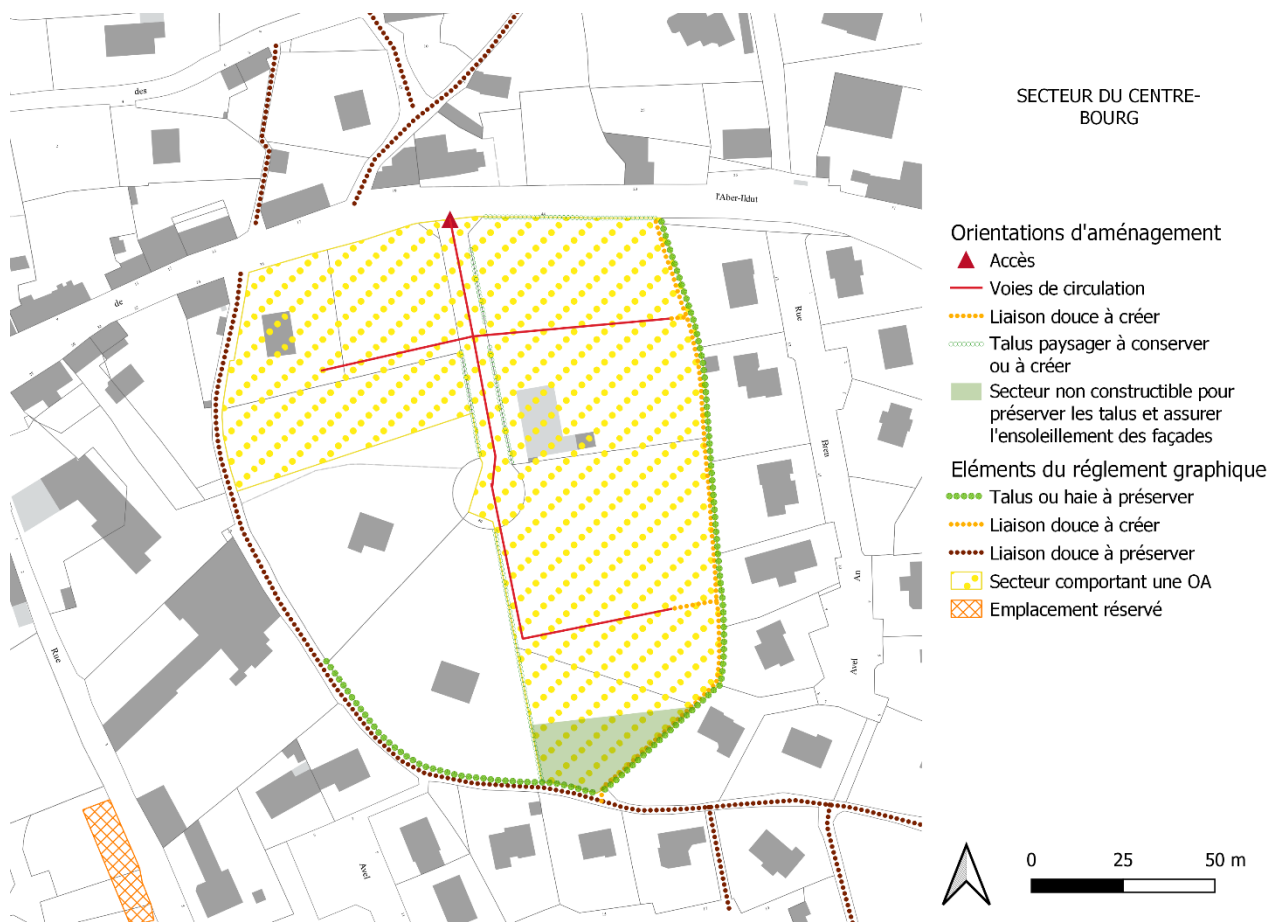 SECTEUR DU CENTRE-
BOURG
Orientations d'aménagement
Accès
Voies de circulation
Liaison douce à créer
Talus paysager à conserver
ou à créer
Secteur non constructible pour
préserver les talus et assurer
l'ensoleillement des façades
Eléments du réglement graphique
Talus ou haie à préserver
Liaison douce à créer
Liaison douce à préserver
Secteur comportant une OA
Emplacement réservé
0 25 50 m
des
l'Aber-Ildut
de
Rue
Bren
An
Avel
Rue
Avel